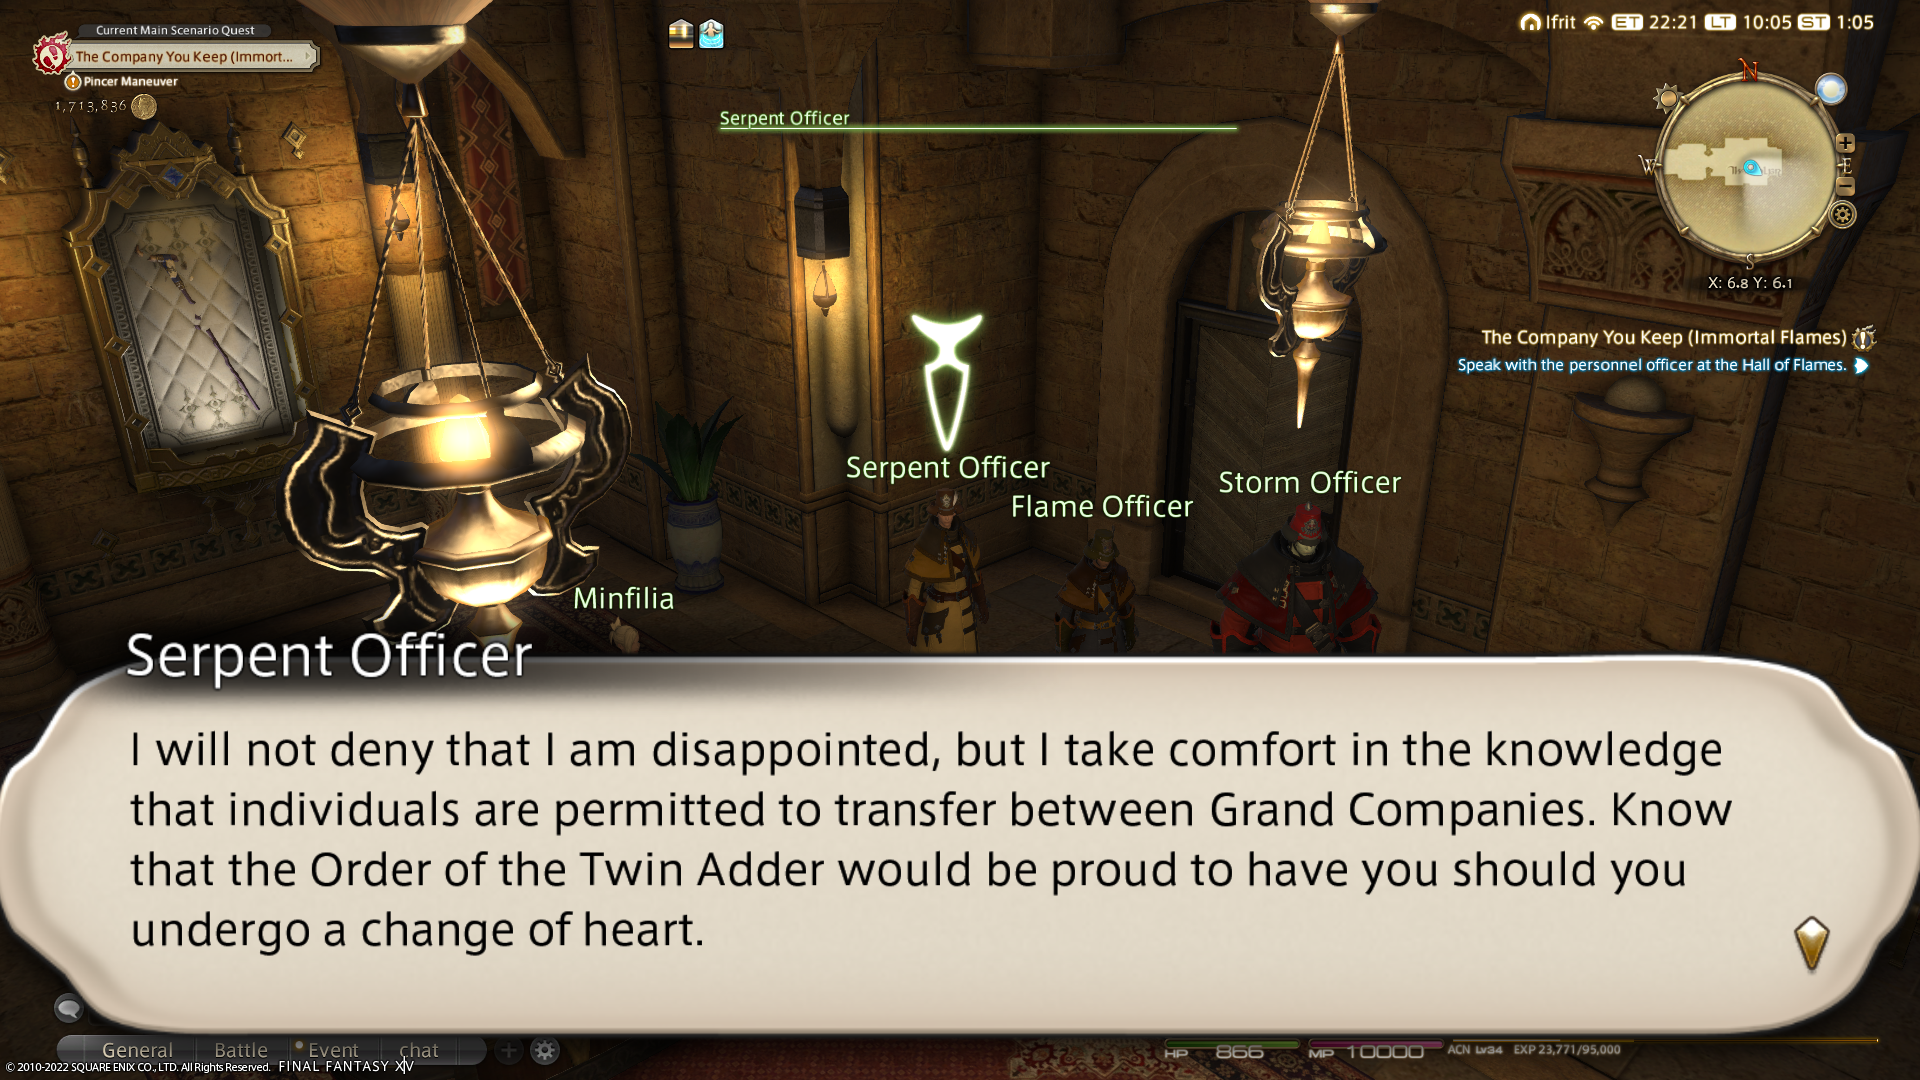 Current Main Scenario Quest
The Company You Keep (Immort...
Pincer Maneuver
1,713,836
Ifrit ET 22:21 LT 10:05 ST 1:05
Serpent Officer
N
W
E
S
X: 6.8 Y: 6.1
The Company You Keep (Immortal Flames)
Speak with the personnel officer at the Hall of Flames.
Serpent Officer
Flame Officer
Storm Officer
Minfilia
Serpent Officer
I will not deny that I am disappointed, but I take comfort in the knowledge
that individuals are permitted to transfer between Grand Companies. Know
that the Order of the Twin Adder would be proud to have you should you
undergo a change of heart.
General Battle Event chat
HP 866 MP 10000 ACN Lv34 EXP 23,771/95,000
© 2010-2022 SQUARE ENIX CO., LTD. All Rights Reserved. FINAL FANTASY XIV